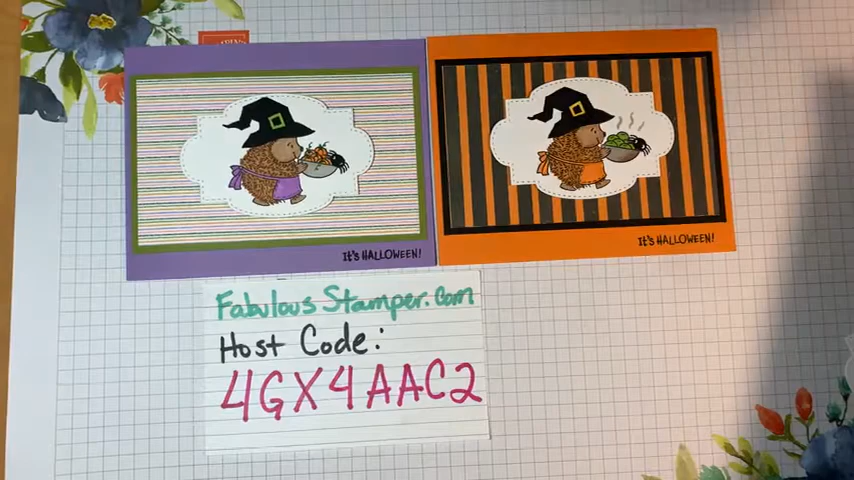 It's HALLOWEEN!
It's HALLOWEEN!
FabulousStamper.com
Host Code:
4GX4AAC2